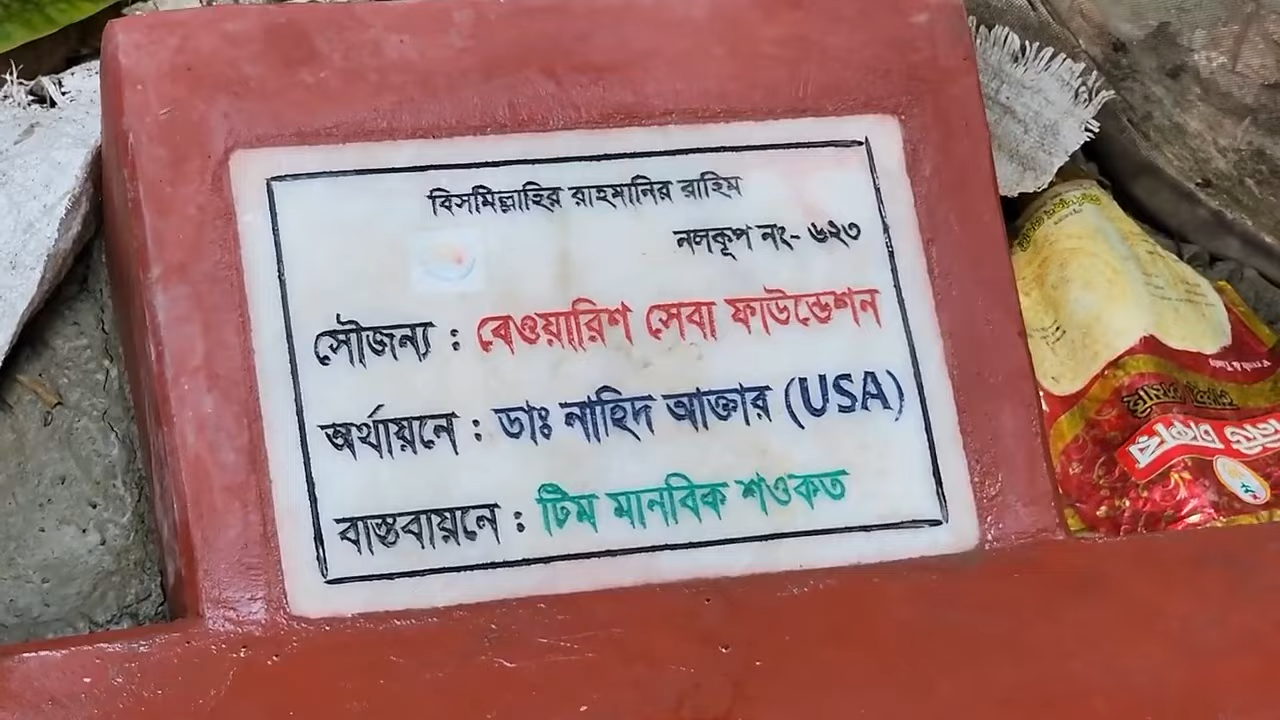 বিসমিল্লাহির রাহমানির রাহিম
নলকূপ নং- ৬২৩
সৌজন্য : বেওয়ারিশ সেবা ফাউন্ডেশন
অর্থায়নে : ডাঃ নাহিদ আক্তার (USA)
বাস্তবায়নে : টিম মানবিক শওকত